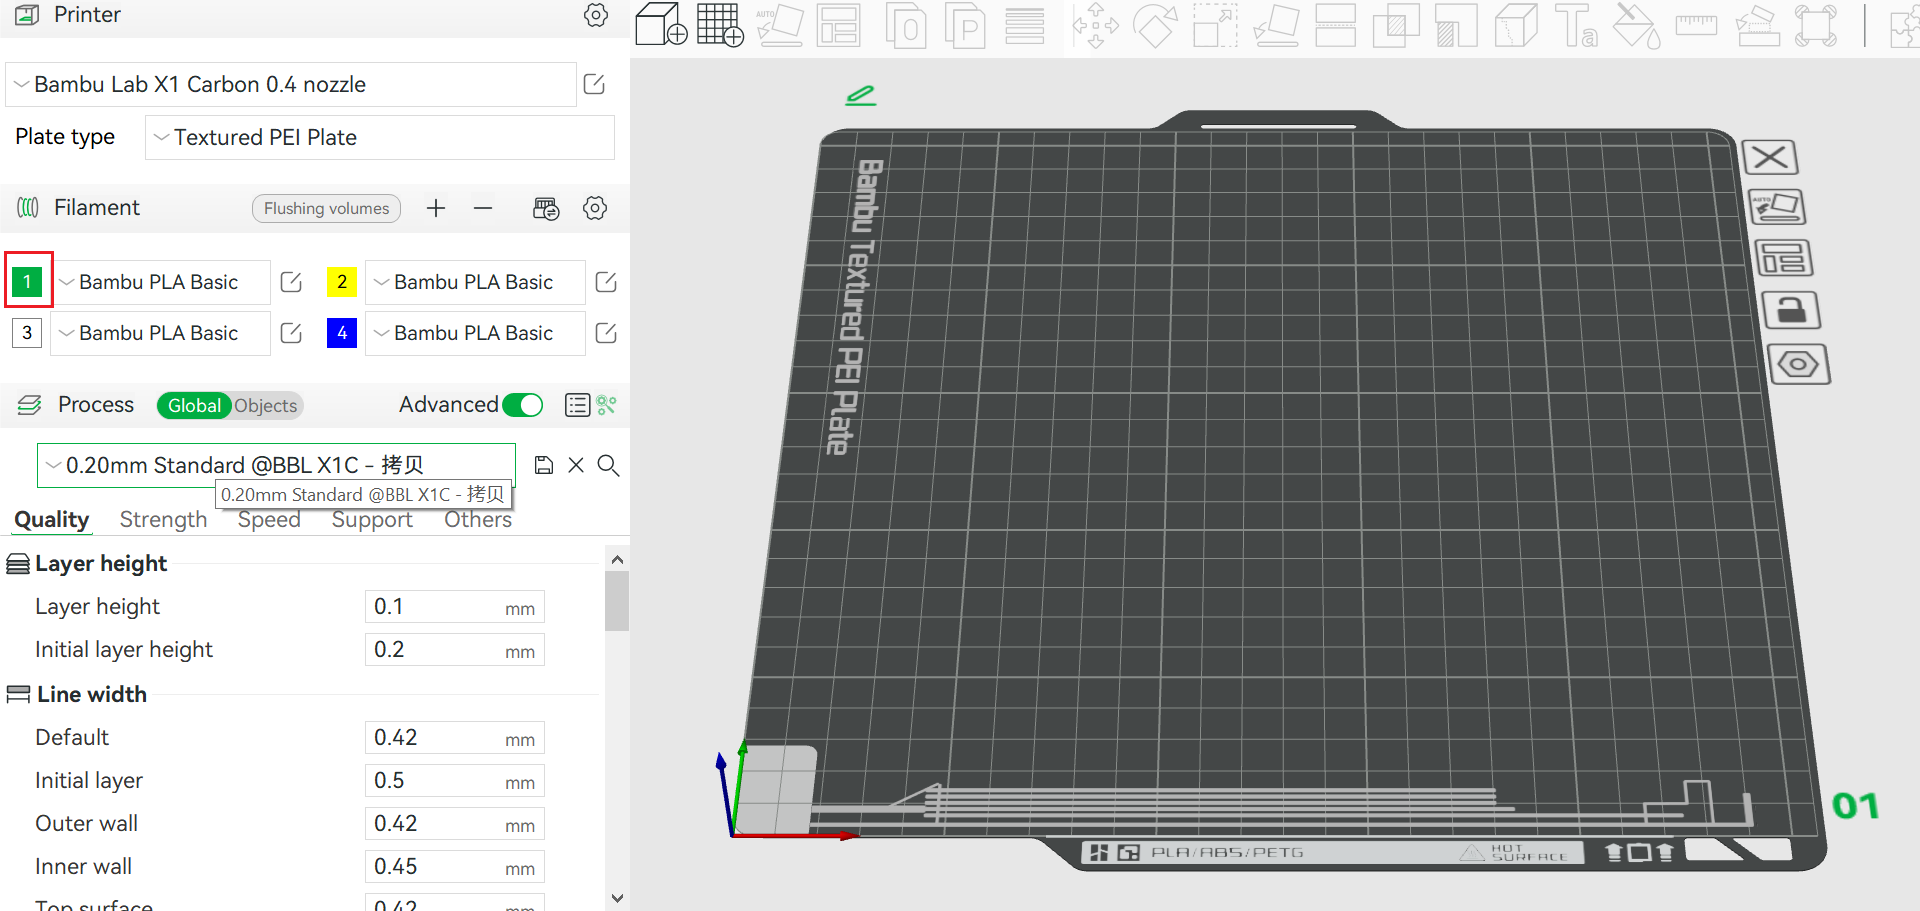 Printer
Bambu Lab X1 Carbon 0.4 nozzle
Plate type
Textured PEI Plate
Filament
Flushing volumes
1
Bambu PLA Basic
2
Bambu PLA Basic
3
Bambu PLA Basic
4
Bambu PLA Basic
Process
Global
Objects
Advanced
0.20mm Standard @BBL X1C - 拷贝
0.20mm Standard @BBL X1C - 拷贝
Quality
Strength
Speed
Support
Others
Layer height
Layer height
0.1 mm
Initial layer height
0.2 mm
Line width
Default
0.42 mm
Initial layer
0.5 mm
Outer wall
0.42 mm
Inner wall
0.45 mm
Top surface
0.42 mm
AUTO
O
P
Ta
Bambu Textured PEI Plate
AUTO
PLA/ABS/PETG
HOT
SURFACE
01